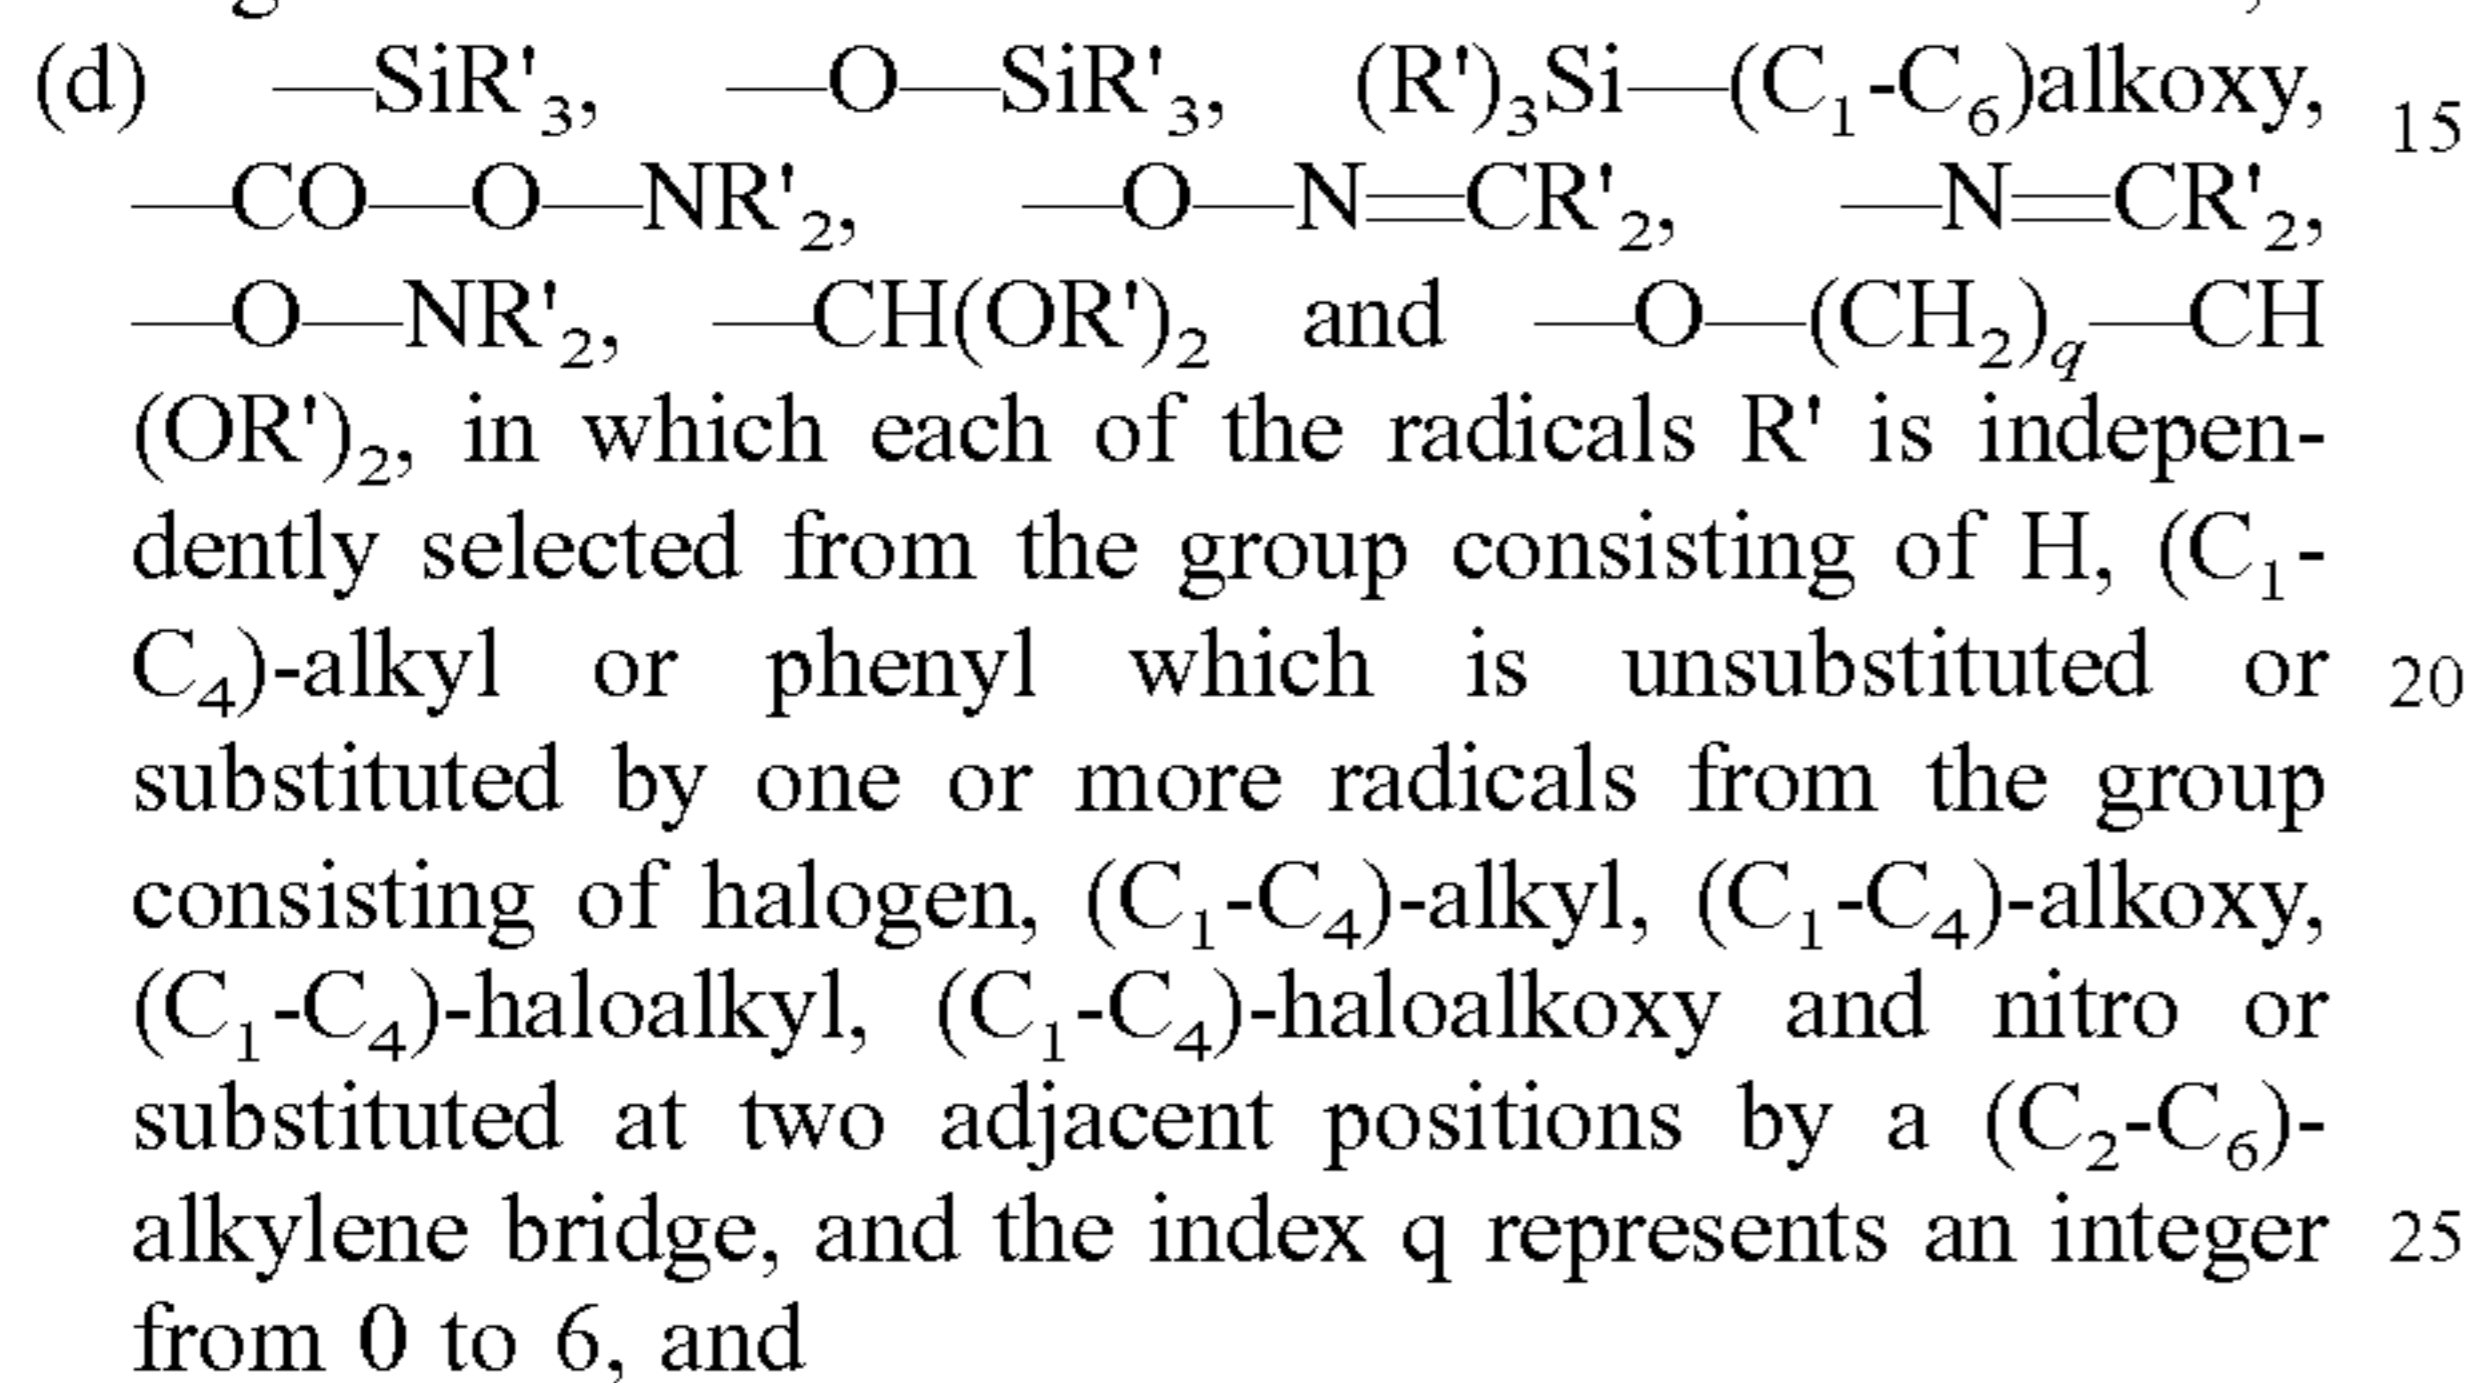 (d) —SiR'₃, —O—SiR'₃, (R')₃Si—(C₁-C₆)alkoxy, 15
—CO—O—NR'₂, —O—N=CR'₂, —N=CR'₂,
—O—NR'₂, —CH(OR')₂ and —O—(CH₂)q—CH
(OR')₂, in which each of the radicals R' is indepen-
dently selected from the group consisting of H, (C₁-
C₄)-alkyl or phenyl which is unsubstituted or 20
substituted by one or more radicals from the group
consisting of halogen, (C₁-C₄)-alkyl, (C₁-C₄)-alkoxy,
(C₁-C₄)-haloalkyl, (C₁-C₄)-haloalkoxy and nitro or
substituted at two adjacent positions by a (C₂-C₆)-
alkylene bridge, and the index q represents an integer 25
from 0 to 6, and